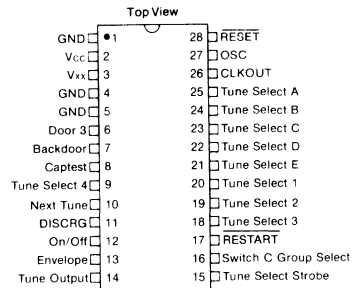 Top View
GND 1 28 RESET
Vcc 2 27 OSC
Vxx 3 26 CLKOUT
GND 4 25 Tune Select A
GND 5 24 Tune Select B
Door 3 6 23 Tune Select C
Backdoor 7 22 Tune Select D
Captest 8 21 Tune Select E
Tune Select 4 9 20 Tune Select 1
Next Tune 10 19 Tune Select 2
DISCRG 11 18 Tune Select 3
On/Off 12 17 RESTART
Envelope 13 16 Switch C Group Select
Tune Output 14 15 Tune Select Strobe